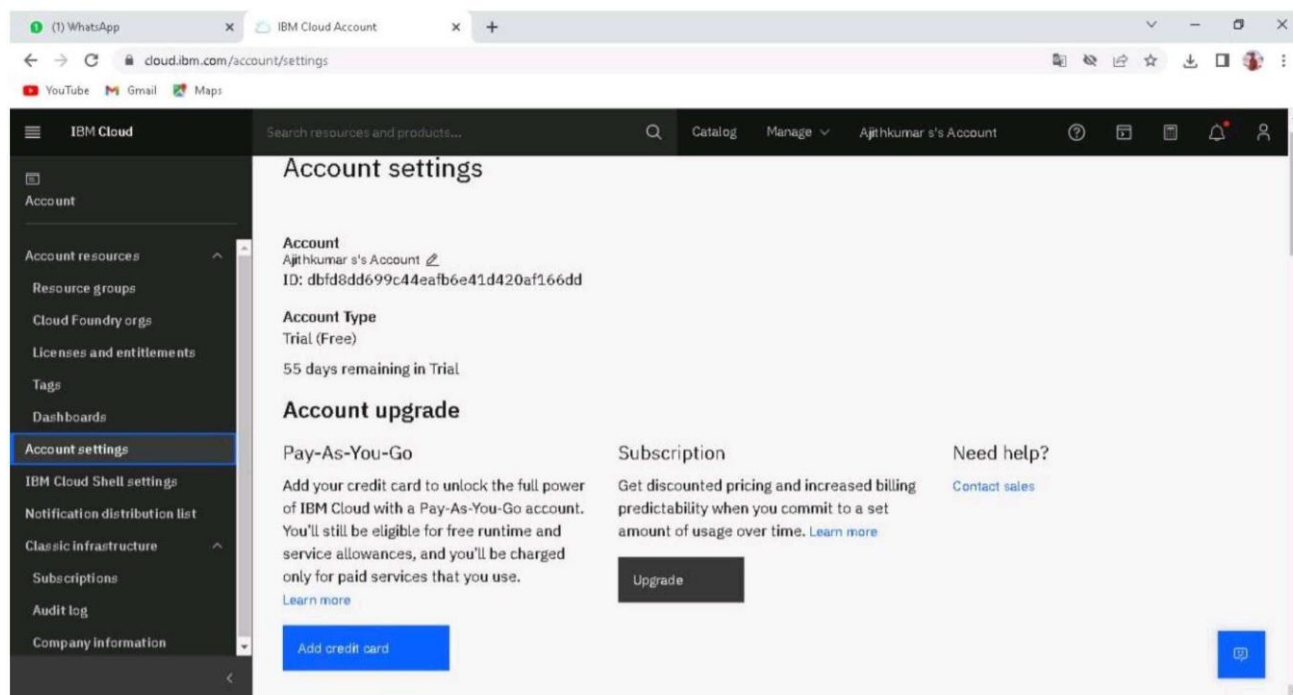 (1) WhatsApp
IBM Cloud Account
cloud.ibm.com/account/settings
YouTube Gmail Maps
IBM Cloud
Search resources and products...
Catalog
Manage
Ajithkumar s's Account
Account
Account resources
Resource groups
Cloud Foundry orgs
Licenses and entitlements
Tags
Dashboards
Account settings
IBM Cloud Shell settings
Notification distribution list
Classic infrastructure
Subscriptions
Audit log
Company information
Account settings
Account
Ajithkumar s's Account
ID: dbfd8dd699c44eafb6e41d420af166dd
Account Type
Trial (Free)
55 days remaining in Trial
Account upgrade
Pay-As-You-Go
Add your credit card to unlock the full power
of IBM Cloud with a Pay-As-You-Go account.
You'll still be eligible for free runtime and
service allowances, and you'll be charged
only for paid services that you use.
Learn more
Add credit card
Subscription
Get discounted pricing and increased billing
predictability when you commit to a set
amount of usage over time. Learn more
Upgrade
Need help?
Contact sales